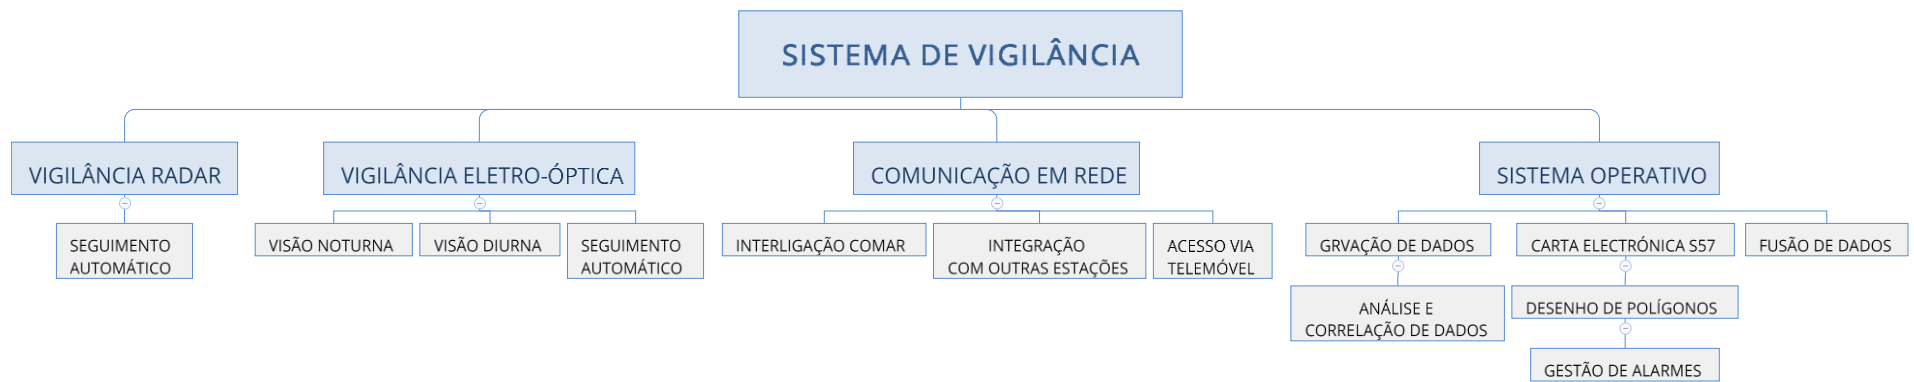 SISTEMA DE VIGILÂNCIA
VIGILÂNCIA RADAR
VIGILÂNCIA ELETRO-ÓPTICA
COMUNICAÇÃO EM REDE
SISTEMA OPERATIVO
SEGUIMENTO
AUTOMÁTICO
VISÃO NOTURNA
VISÃO DIURNA
SEGUIMENTO
AUTOMÁTICO
INTERLIGAÇÃO COMAR
INTEGRAÇÃO
COM OUTRAS ESTAÇÕES
ACESSO VIA
TELEMÓVEL
GRVAÇÃO DE DADOS
CARTA ELECTRÓNICA S57
FUSÃO DE DADOS
ANÁLISE E
CORRELAÇÃO DE DADOS
DESENHO DE POLÍGONOS
GESTÃO DE ALARMES